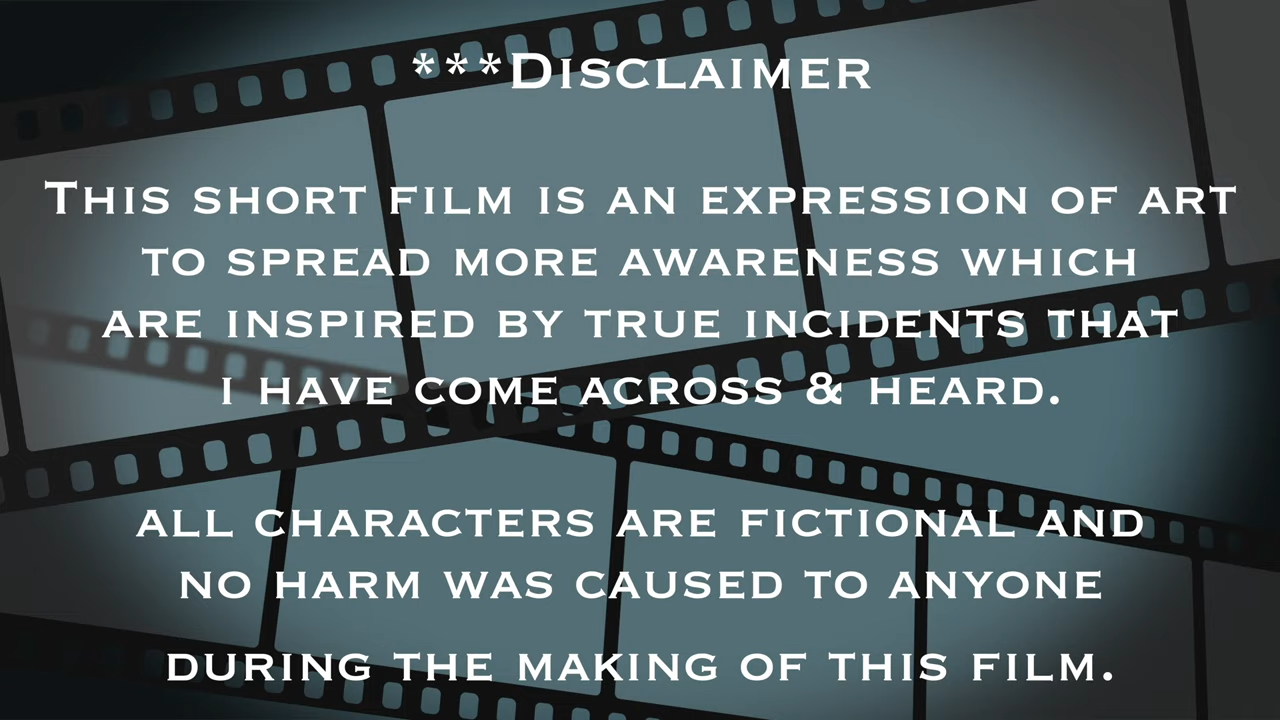 ***Disclaimer
This short film is an expression of art
to spread more awareness which
are inspired by true incidents that
i have come across & heard.
all characters are fictional and
no harm was caused to anyone
during the making of this film.